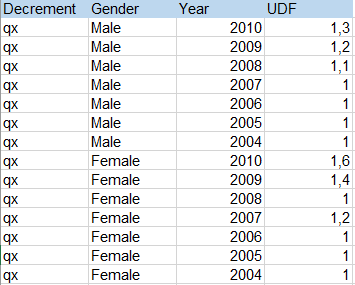 Decrement Gender Year UDF
qx Male 2010 1,3
qx Male 2009 1,2
qx Male 2008 1,1
qx Male 2007 1
qx Male 2006 1
qx Male 2005 1
qx Male 2004 1
qx Female 2010 1,6
qx Female 2009 1,4
qx Female 2008 1
qx Female 2007 1,2
qx Female 2006 1
qx Female 2005 1
qx Female 2004 1